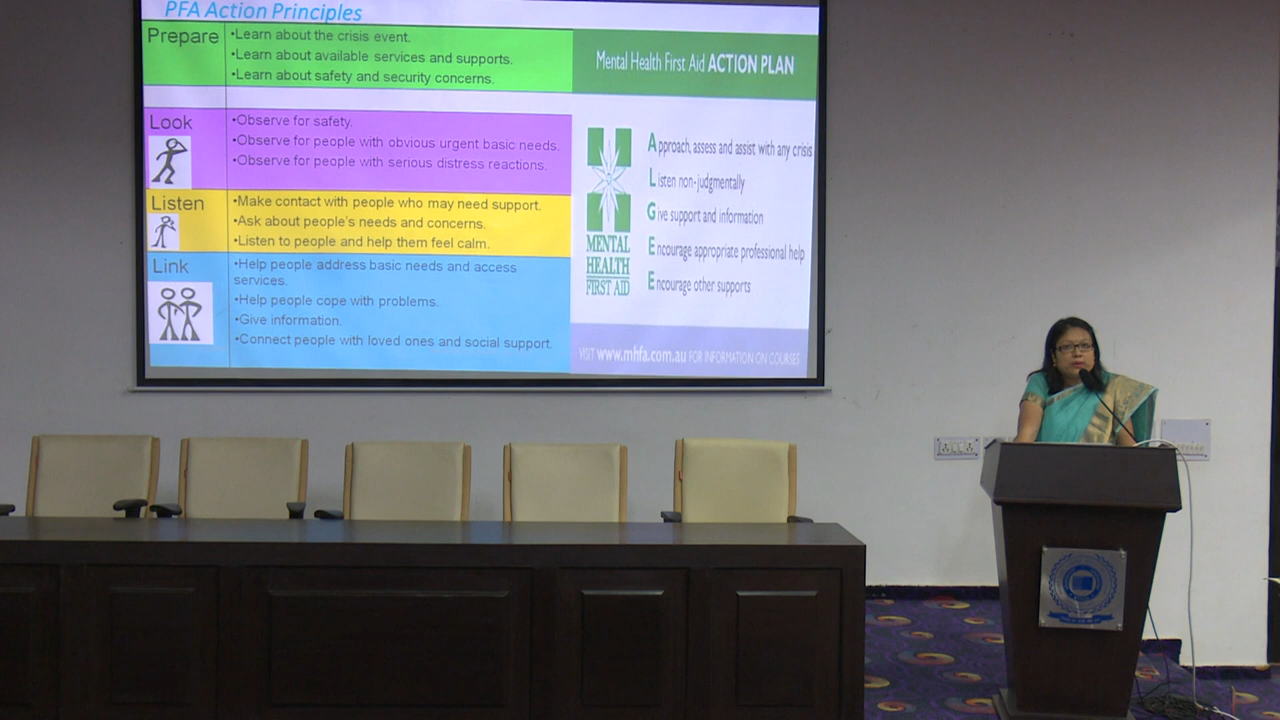 PFA Action Principles
Prepare
•Learn about the crisis event.
•Learn about available services and supports.
•Learn about safety and security concerns.
Look
•Observe for safety.
•Observe for people with obvious urgent basic needs.
•Observe for people with serious distress reactions.
Listen
•Make contact with people who may need support.
•Ask about people's needs and concerns.
•Listen to people and help them feel calm.
Link
•Help people address basic needs and access
services.
•Help people cope with problems.
•Give information.
•Connect people with loved ones and social support.
Mental Health First Aid ACTION PLAN
Approach, assess and assist with any crisis
Listen non-judgmentally
Give support and information
Encourage appropriate professional help
Encourage other supports
MENTAL
HEALTH
FIRST AID
VISIT www.mhfa.com.au FOR INFORMATION ON COURSES